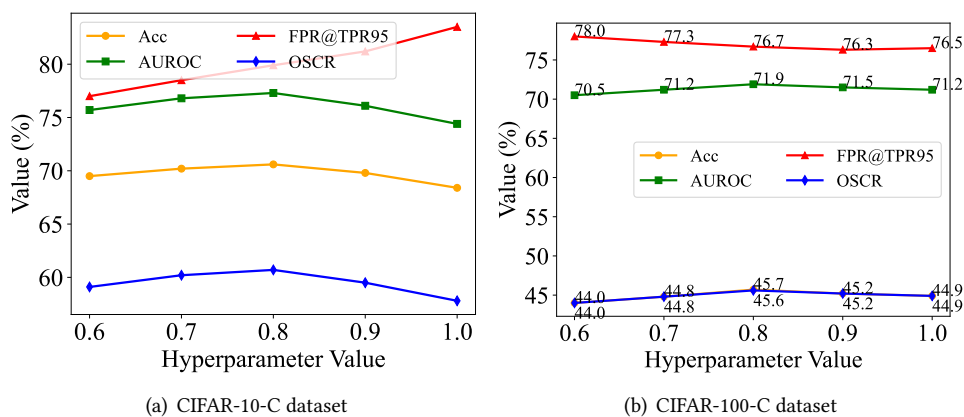 Acc
FPR@TPR95
AUROC
OSCR
Value (%)
80
75
70
65
60
0.6 0.7 0.8 0.9 1.0
Hyperparameter Value
(a) CIFAR-10-C dataset
Value (%)
75
70
65
60
55
50
45
78.0 77.3 76.7 76.3 76.5
70.5 71.2 71.9 71.5 71.2
Acc
FPR@TPR95
AUROC
OSCR
44.0 44.8 45.7 45.2 44.9
44.0 44.8 45.6 45.2 44.9
0.6 0.7 0.8 0.9 1.0
Hyperparameter Value
(b) CIFAR-100-C dataset